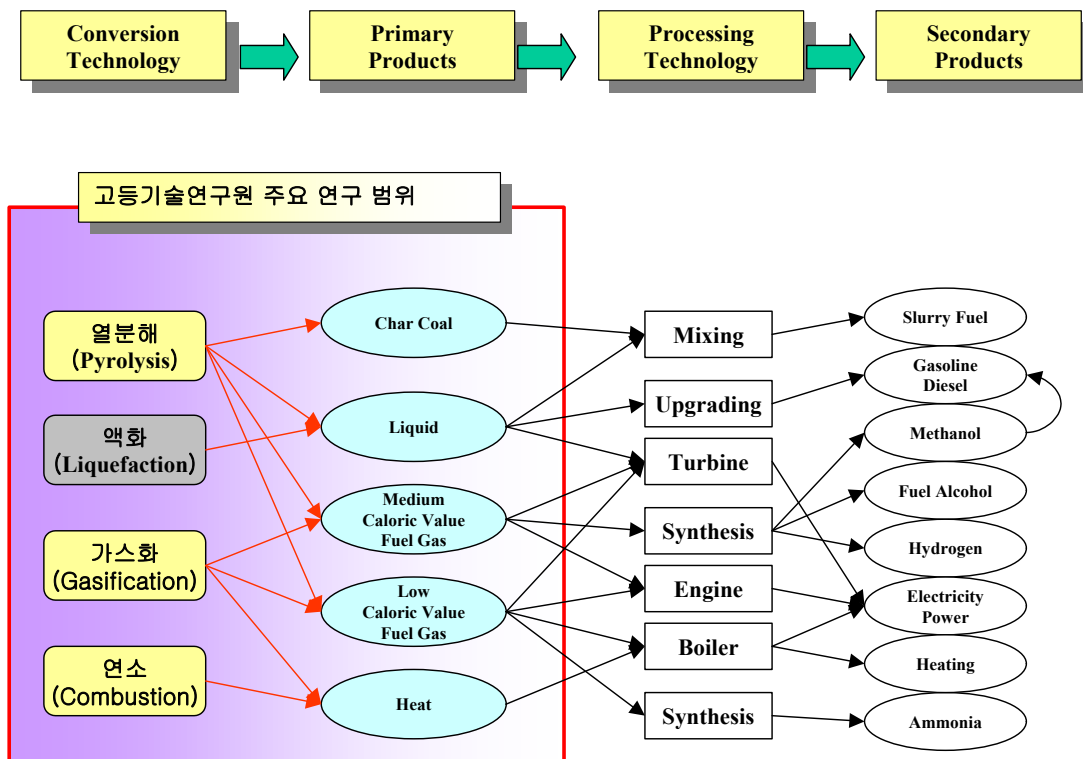 Conversion
Technology
Primary
Products
Processing
Technology
Secondary
Products
고등기술연구원 주요 연구 범위
열분해
(Pyrolysis)
액화
(Liquefaction)
가스화
(Gasification)
연소
(Combustion)
Char Coal
Liquid
Medium
Caloric Value
Fuel Gas
Low
Caloric Value
Fuel Gas
Heat
Mixing
Upgrading
Turbine
Synthesis
Engine
Boiler
Synthesis
Slurry Fuel
Gasoline
Diesel
Methanol
Fuel Alcohol
Hydrogen
Electricity
Power
Heating
Ammonia